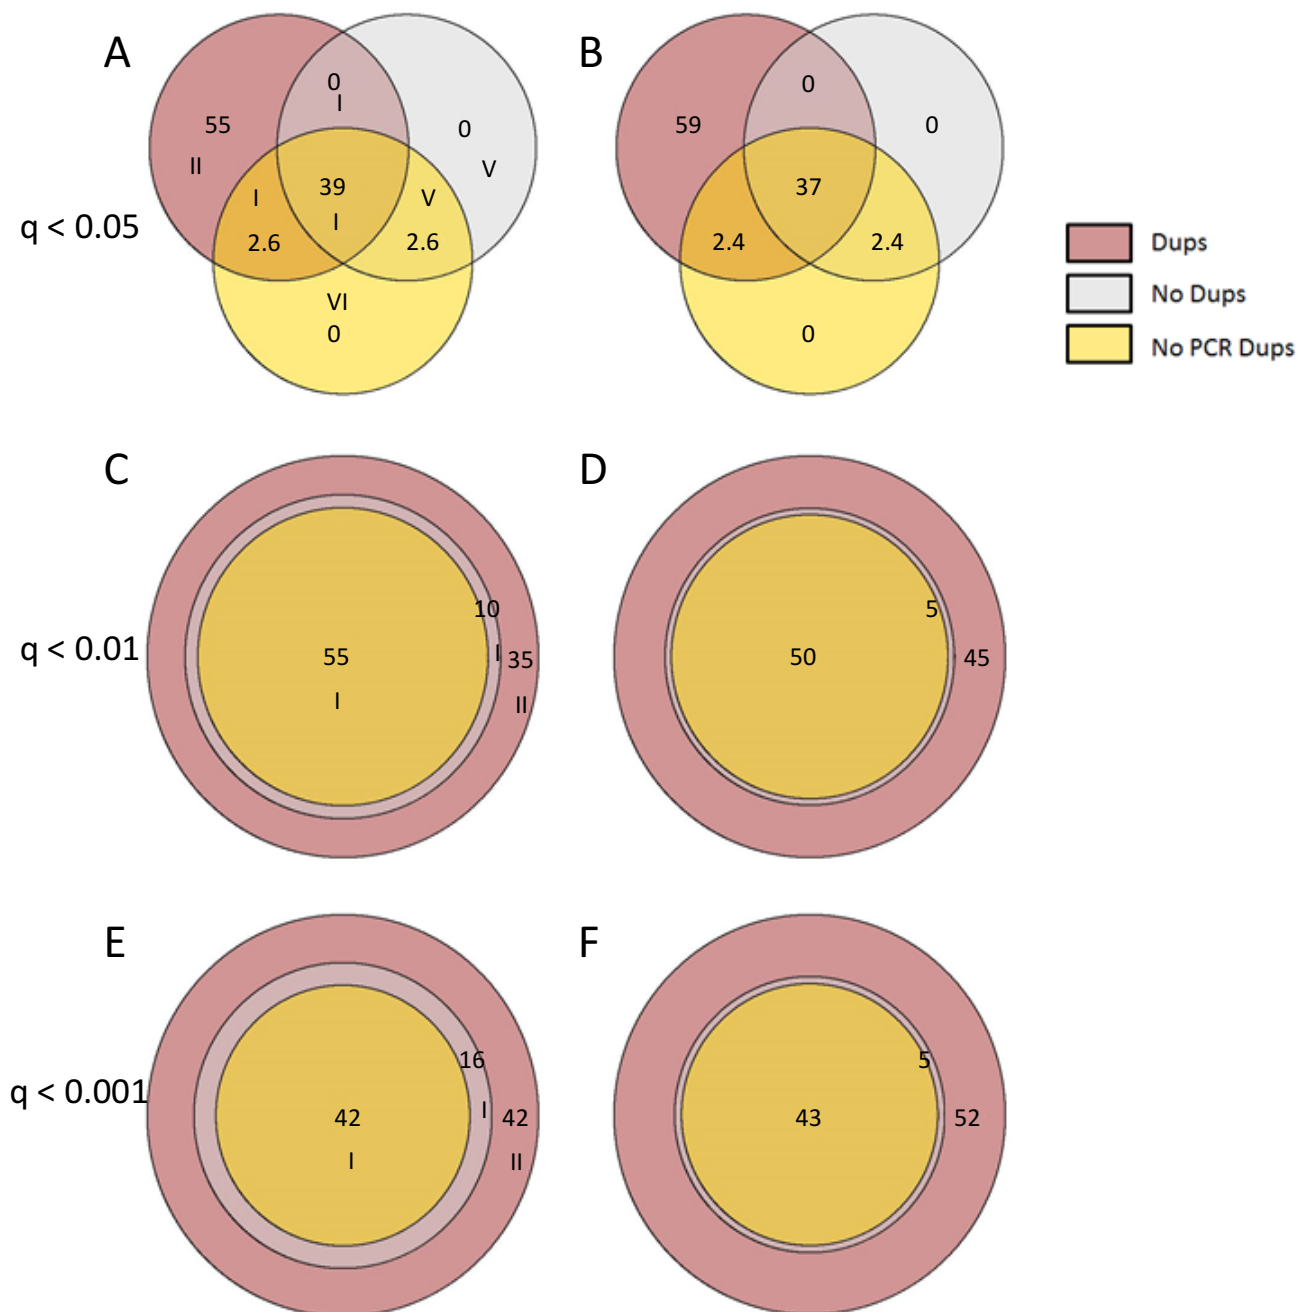 A
B
0
0
I
55
0
59
0
II
V
39
37
I
V
I
q < 0.05
2.6
2.6
2.4
2.4
VI
0
0
Dups
No Dups
No PCR Dups
C
D
10
5
q < 0.01
55
I
35
50
45
I
II
E
F
16
5
q < 0.001
42
I
42
43
52
I
II